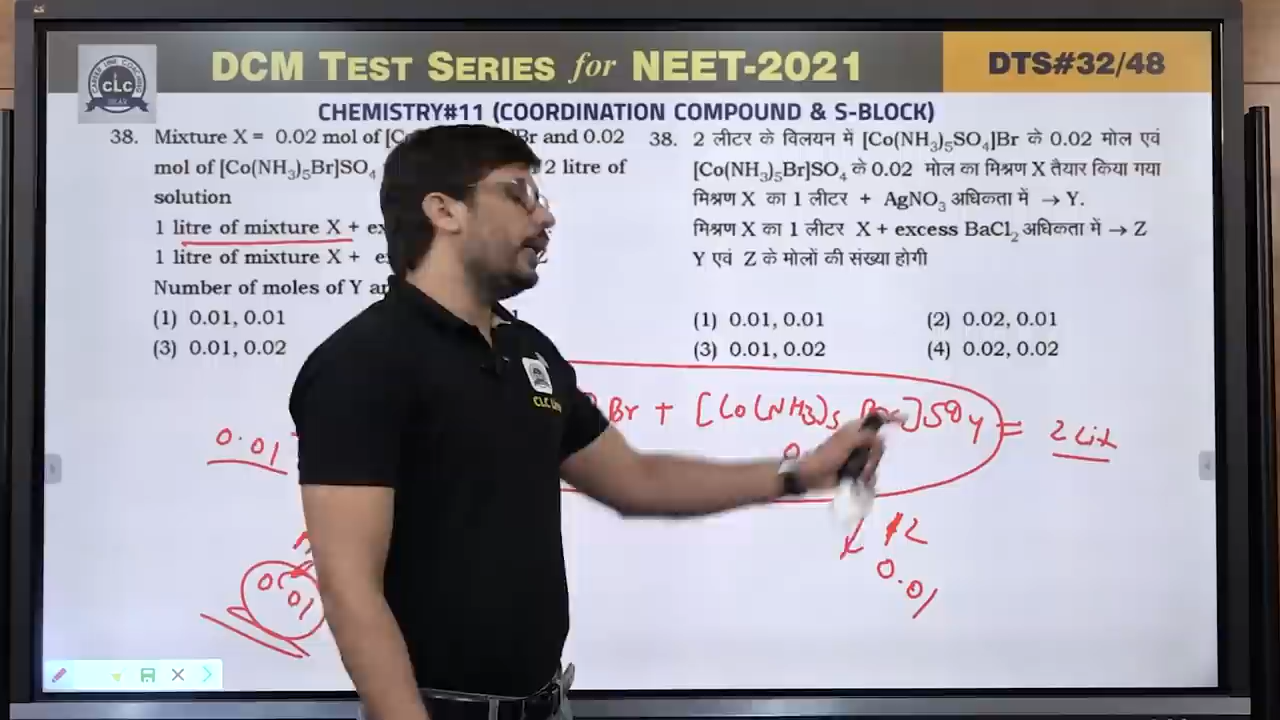 DCM TEST SERIES for NEET-2021
DTS#32/48
CLC
CHEMISTRY#11 (COORDINATION COMPOUND & S-BLOCK)
38. Mixture X = 0.02 mol of [Co Br and 0.02
mol of [Co(NH₃)₅Br]SO₄ 2 litre of
solution
1 litre of mixture X +
1 litre of mixture X +
Number of moles of Y
(1) 0.01, 0.01
(3) 0.01, 0.02
38. 2 लीटर के विलयन में [Co(NH₃)₅SO₄]Br के 0.02 मोल एवं
[Co(NH₃)₅Br]SO₄ के 0.02 मोल का मिश्रण X तैयार किया गया
मिश्रण X का 1 लीटर + AgNO₃ अधिकता में → Y.
मिश्रण X का 1 लीटर X + excess BaCl₂ अधिकता में → Z
Y एवं Z के मोलों की संख्या होगी
(1) 0.01, 0.01 (2) 0.02, 0.01
(3) 0.01, 0.02 (4) 0.02, 0.02
Br + [Co(NH₃)₅ ]SO₄ = 2 Lit
0.01
12
0.01
01